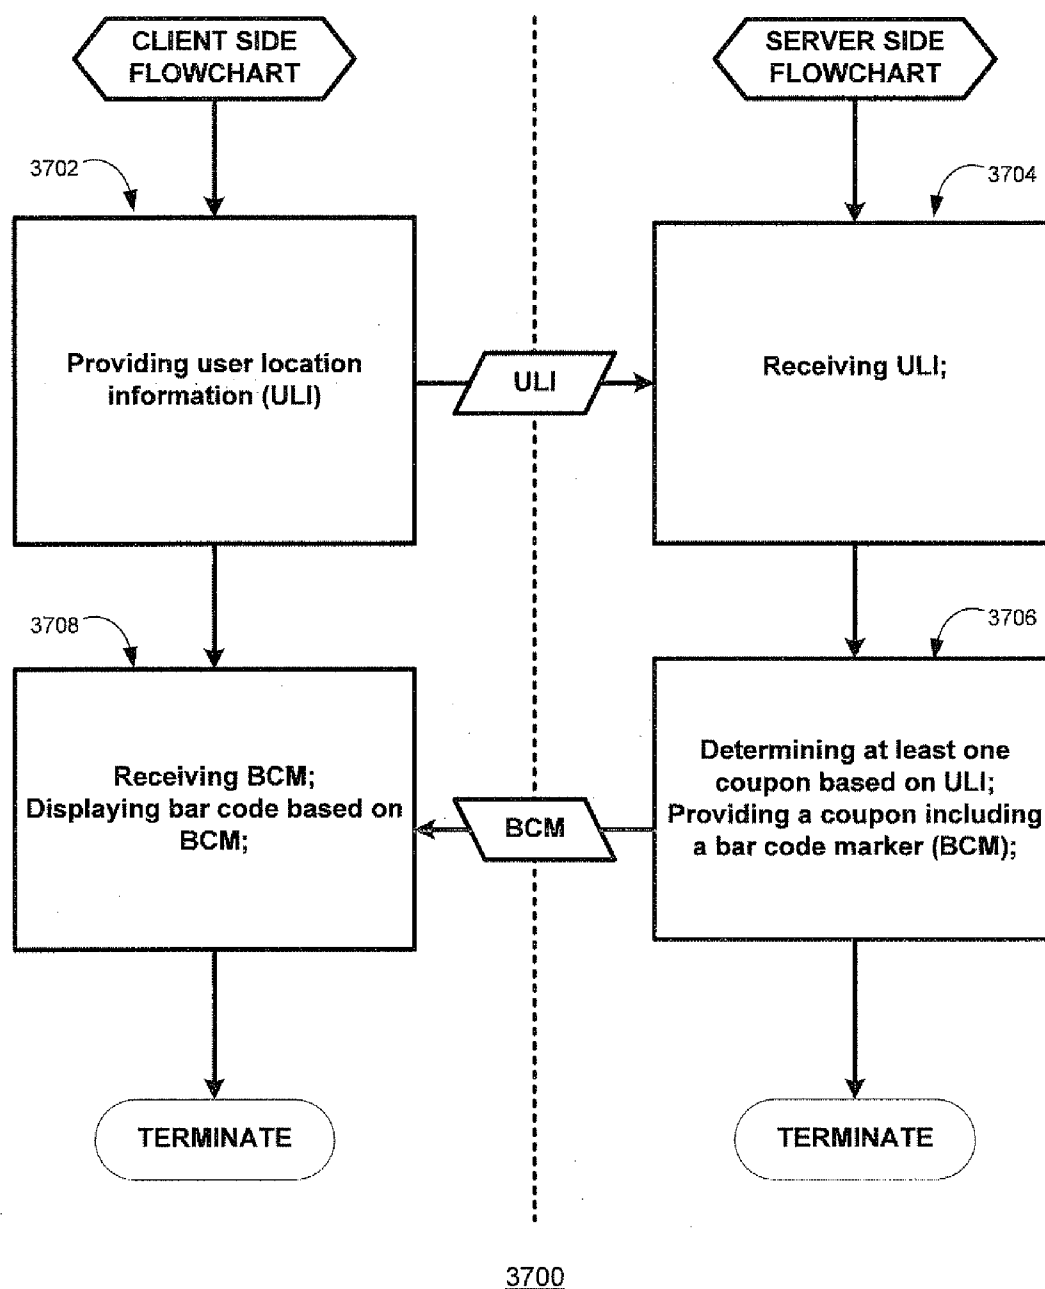 CLIENT SIDE
FLOWCHART
SERVER SIDE
FLOWCHART
3702
3704
Providing user location
information (ULI)
ULI
Receiving ULI;
3708
3706
Receiving BCM;
Displaying bar code based on
BCM;
BCM
Determining at least one
coupon based on ULI;
Providing a coupon including
a bar code marker (BCM);
TERMINATE
TERMINATE
3700